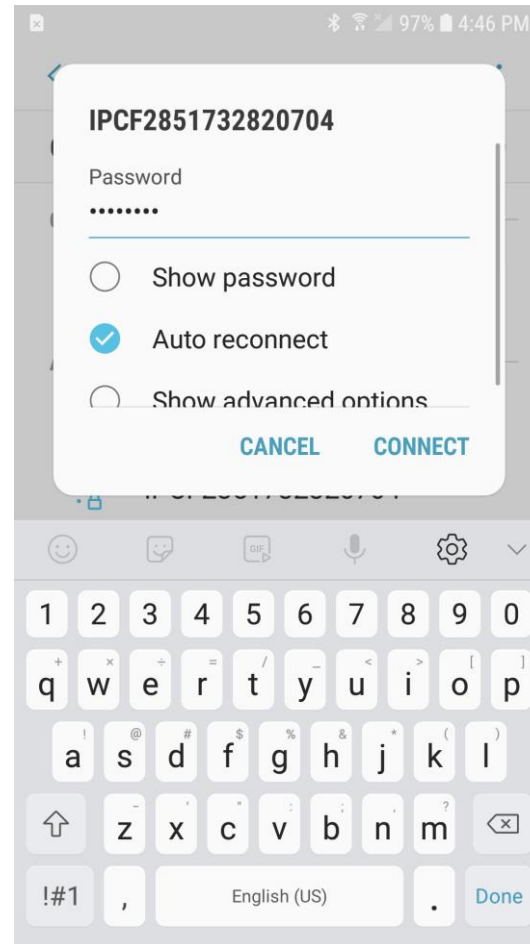 97% 4:46 PM
IPCF2851732820704
Password
••••••••
Show password
Auto reconnect
Show advanced options
CANCEL CONNECT
GIF
1 2 3 4 5 6 7 8 9 0
+ × ÷ = / _ < > [ ]
q w e r t y u i o p
! @ # $ % & * ( )
a s d f g h j k l
- ' " : ; , ?
z x c v b n m
!#1 , English (US) . Done